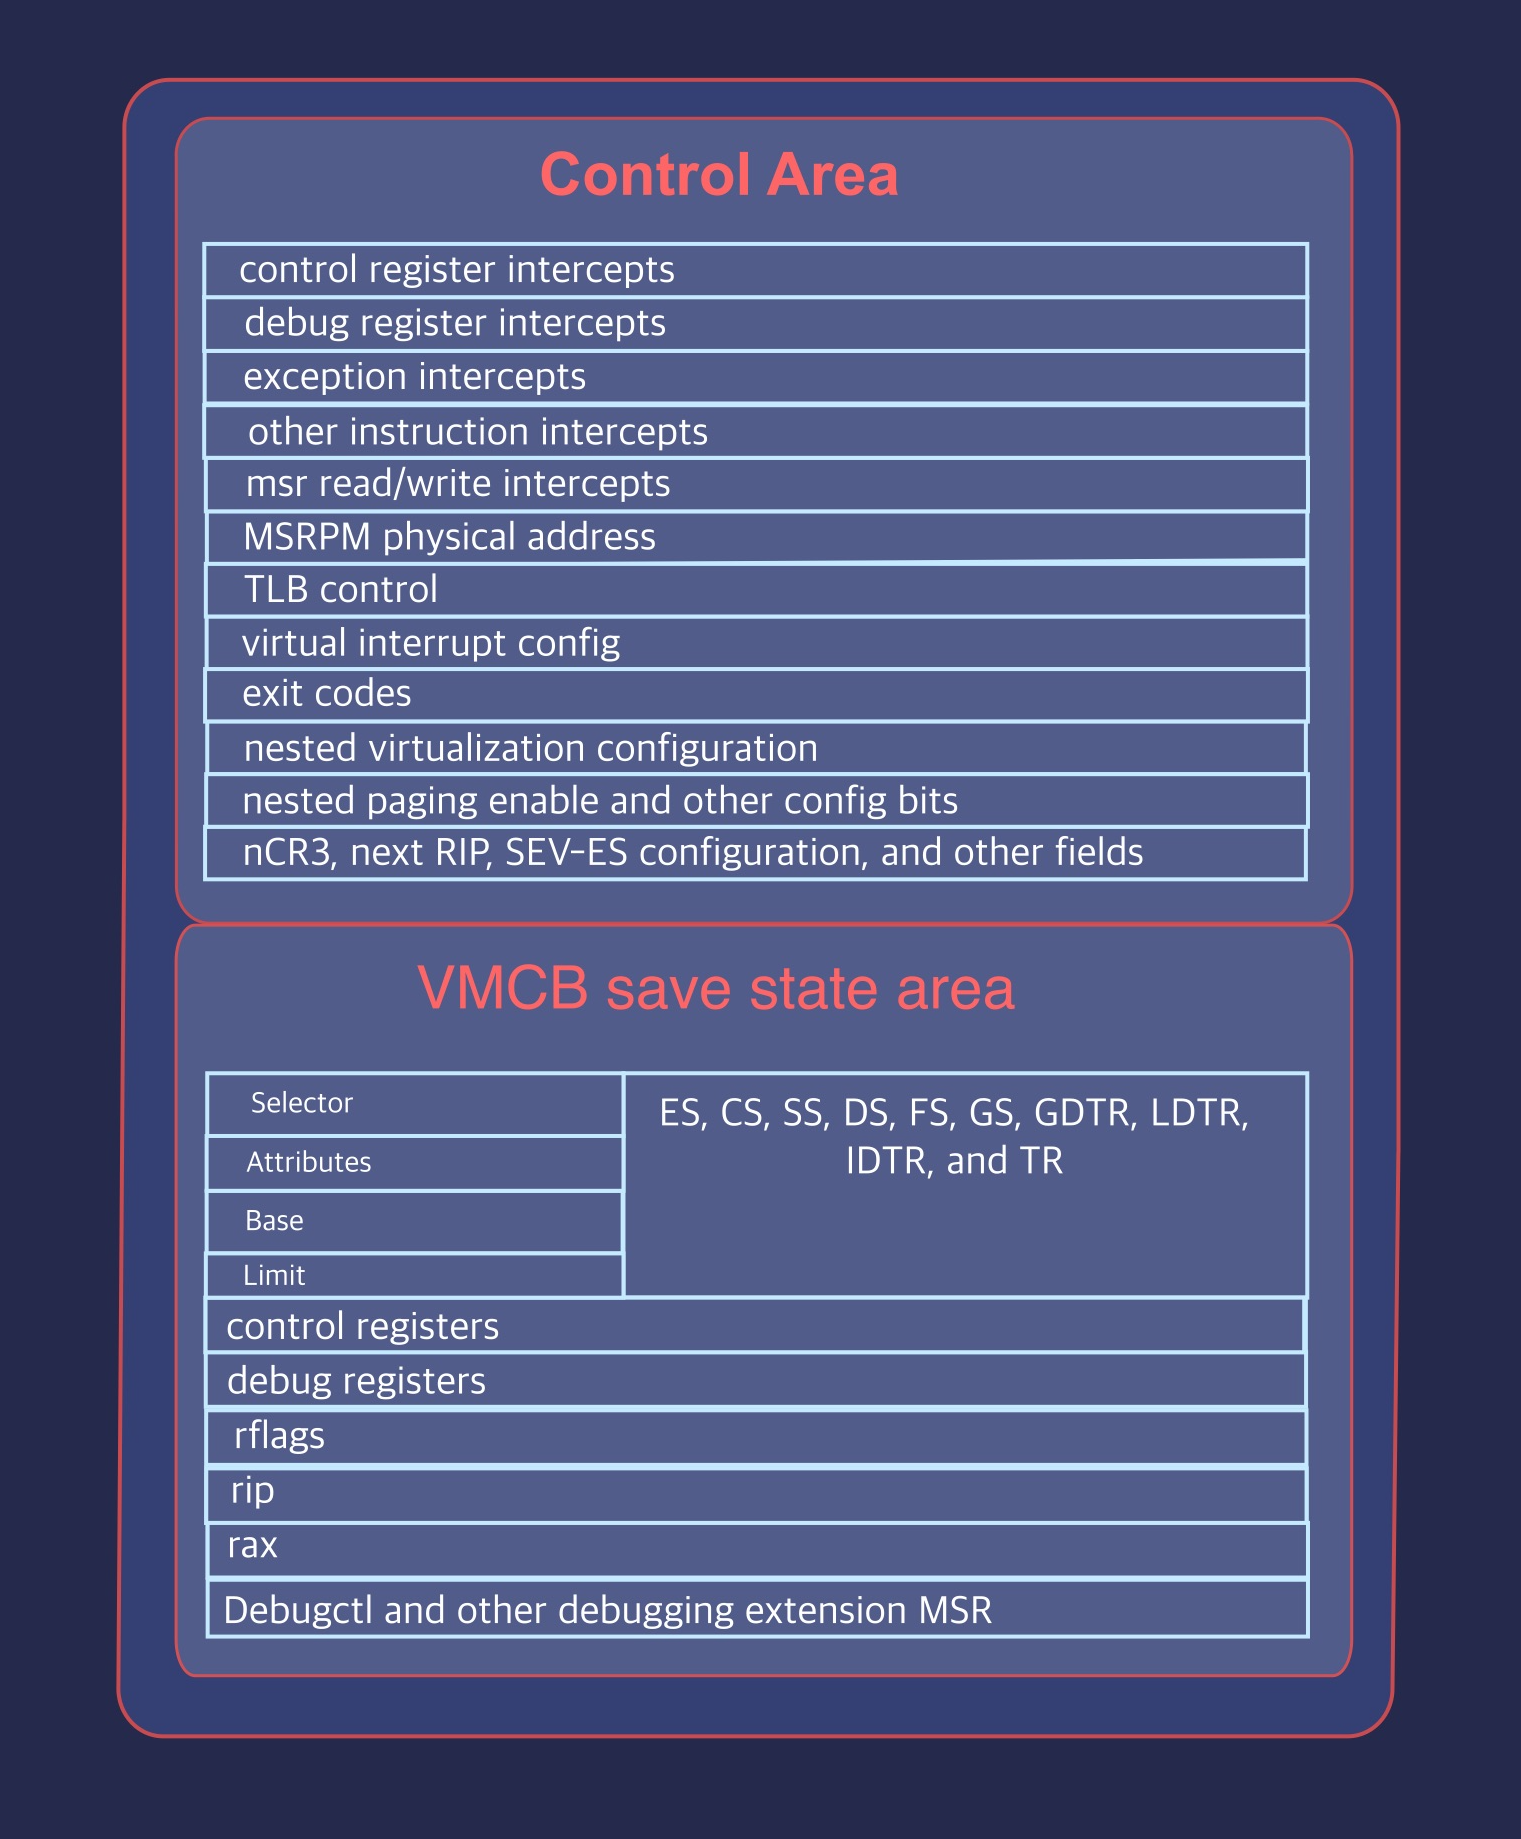 Control Area
control register intercepts
debug register intercepts
exception intercepts
other instruction intercepts
msr read/write intercepts
MSRPM physical address
TLB control
virtual interrupt config
exit codes
nested virtualization configuration
nested paging enable and other config bits
nCR3, next RIP, SEV-ES configuration, and other fields
VMCB save state area
Selector
Attributes
Base
Limit
ES, CS, SS, DS, FS, GS, GDTR, LDTR,
IDTR, and TR
control registers
debug registers
rflags
rip
rax
Debugctl and other debugging extension MSR